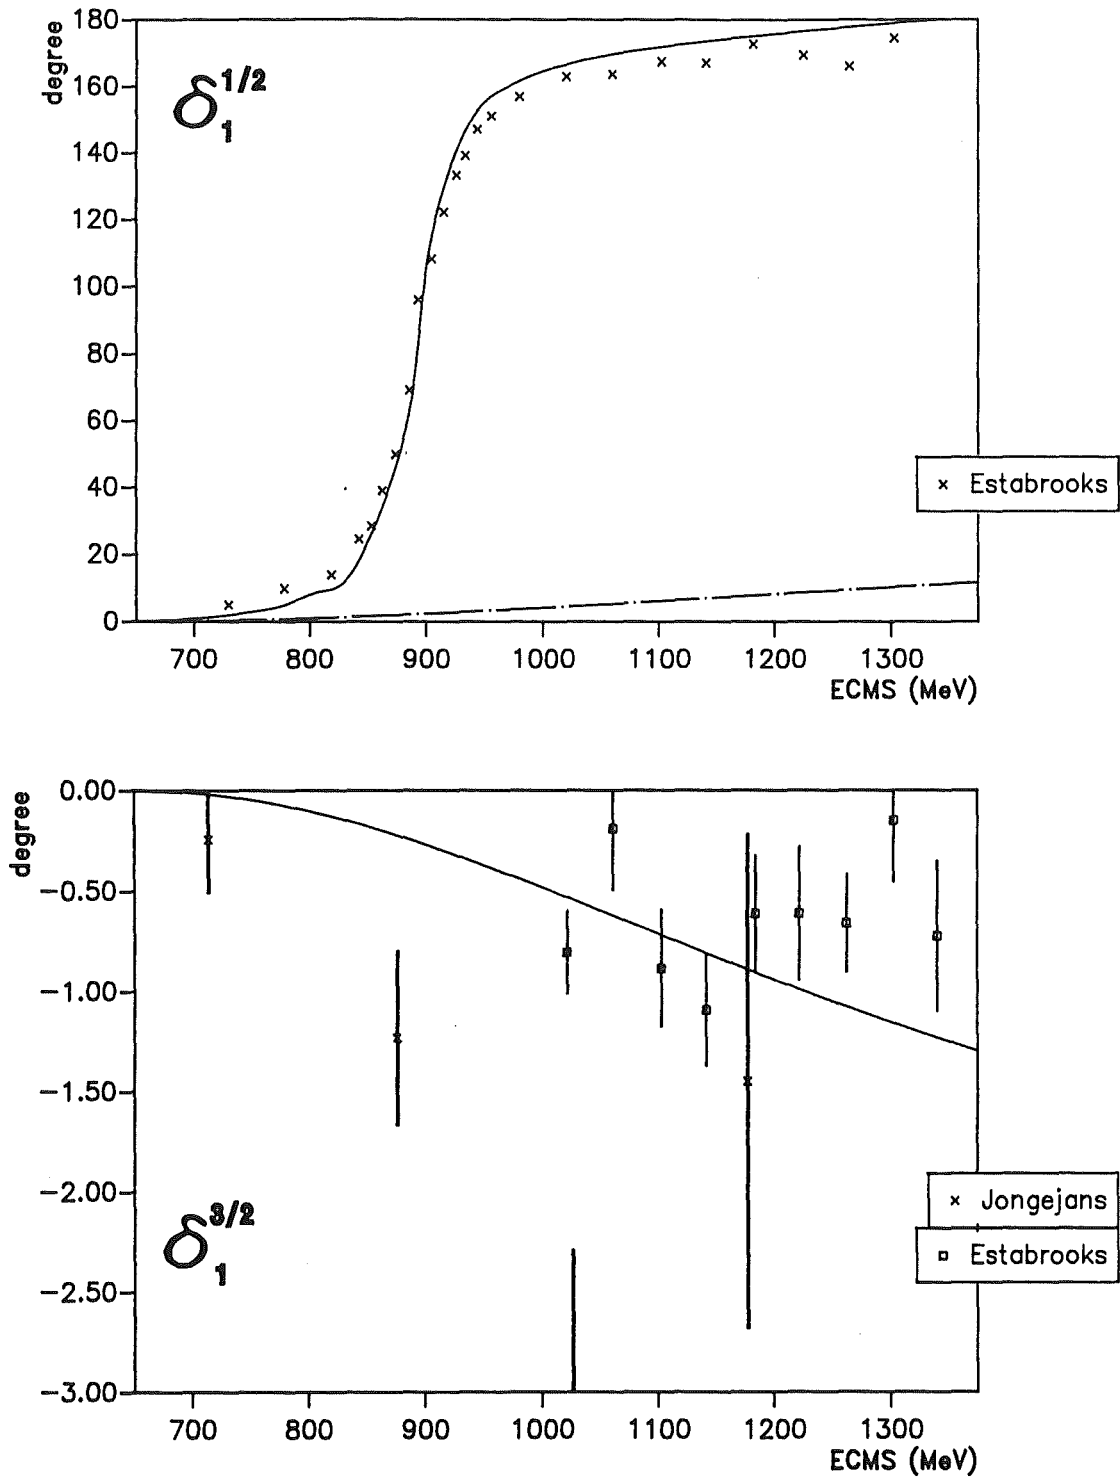 degree
180
160
140
120
100
80
60
40
20
0
δ 1/2 1
× Estabrooks
700 800 900 1000 1100 1200 1300
ECMS (MeV)
degree
0.00
−0.50
−1.00
−1.50
−2.00
−2.50
−3.00
δ 3/2 1
× Jongejans
Estabrooks
700 800 900 1000 1100 1200 1300
ECMS (MeV)